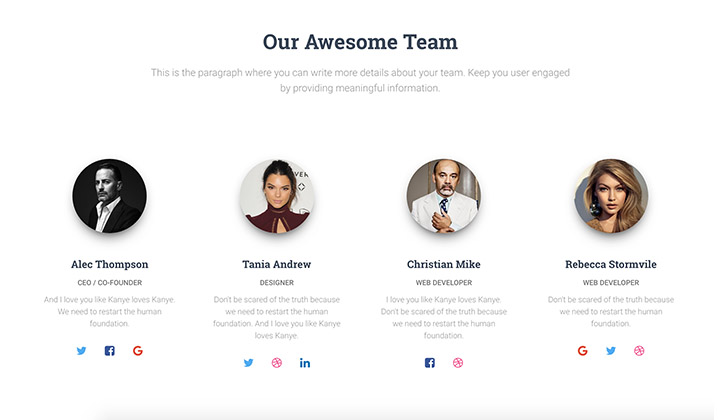 Our Awesome Team
This is the paragraph where you can write more details about your team. Keep you user engaged
by providing meaningful information.
Alec Thompson
CEO / CO-FOUNDER
And I love you like Kanye loves Kanye.
We need to restart the human
foundation.
Tania Andrew
DESIGNER
Don't be scared of the truth because
we need to restart the human
foundation. And I love you like Kanye
loves Kanye.
Christian Mike
WEB DEVELOPER
I love you like Kanye loves Kanye.
Don't be scared of the truth because
we need to restart the human
foundation.
Rebecca Stormvile
WEB DEVELOPER
Don't be scared of the truth because
we need to restart the human
foundation.